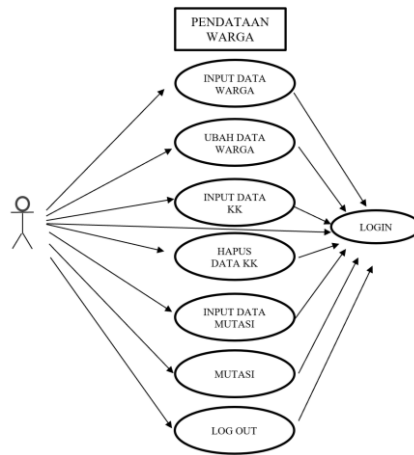 PENDATAAN
WARGA
INPUT DATA
WARGA
UBAH DATA
WARGA
INPUT DATA
KK
LOGIN
HAPUS
DATA KK
INPUT DATA
MUTASI
MUTASI
LOG OUT